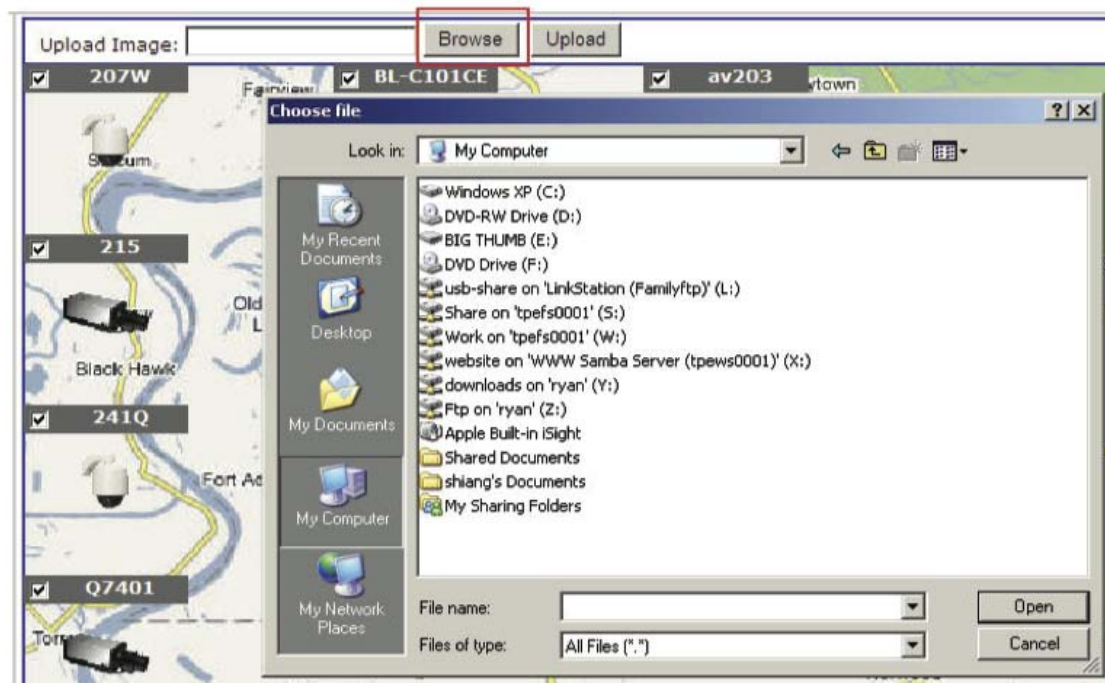 Upload Image: Browse Upload
207W BL-C101CE av203
Choose file
Look in: My Computer
My Recent Documents
Desktop
My Documents
My Computer
My Network Places
Windows XP (C:)
DVD-RW Drive (D:)
BIG THUMB (E:)
DVD Drive (F:)
usb-share on 'LinkStation (Familyftp)' (L:)
Share on 'tpefs0001' (S:)
Work on 'tpefs0001' (W:)
website on 'WWW Samba Server (tpews0001)' (X:)
downloads on 'ryan' (Y:)
Ftp on 'ryan' (Z:)
Apple Built-in iSight
Shared Documents
shiang's Documents
My Sharing Folders
File name: Open
Files of type: All Files (*.*) Cancel
215
Old
L
Black Hawk
241Q
Fort Ad
Q7401